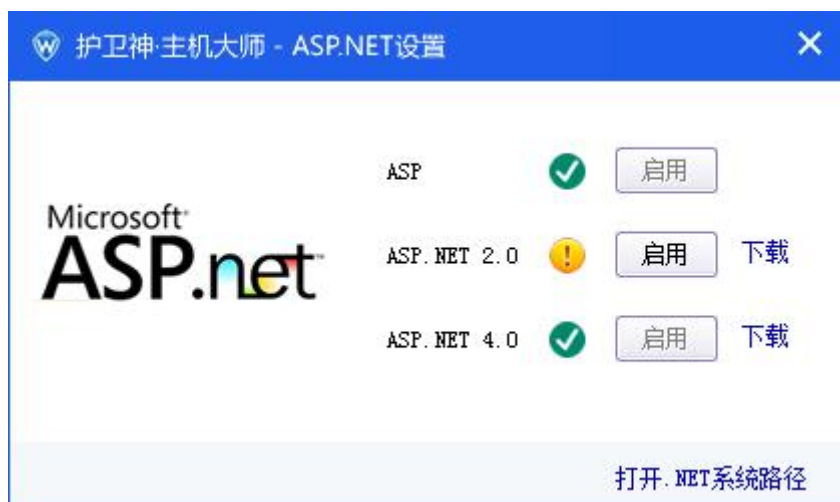 护卫神·主机大师 - ASP.NET设置
ASP 启用
Microsoft
ASP.net
ASP.NET 2.0 启用 下载
ASP.NET 4.0 启用 下载
打开.NET系统路径